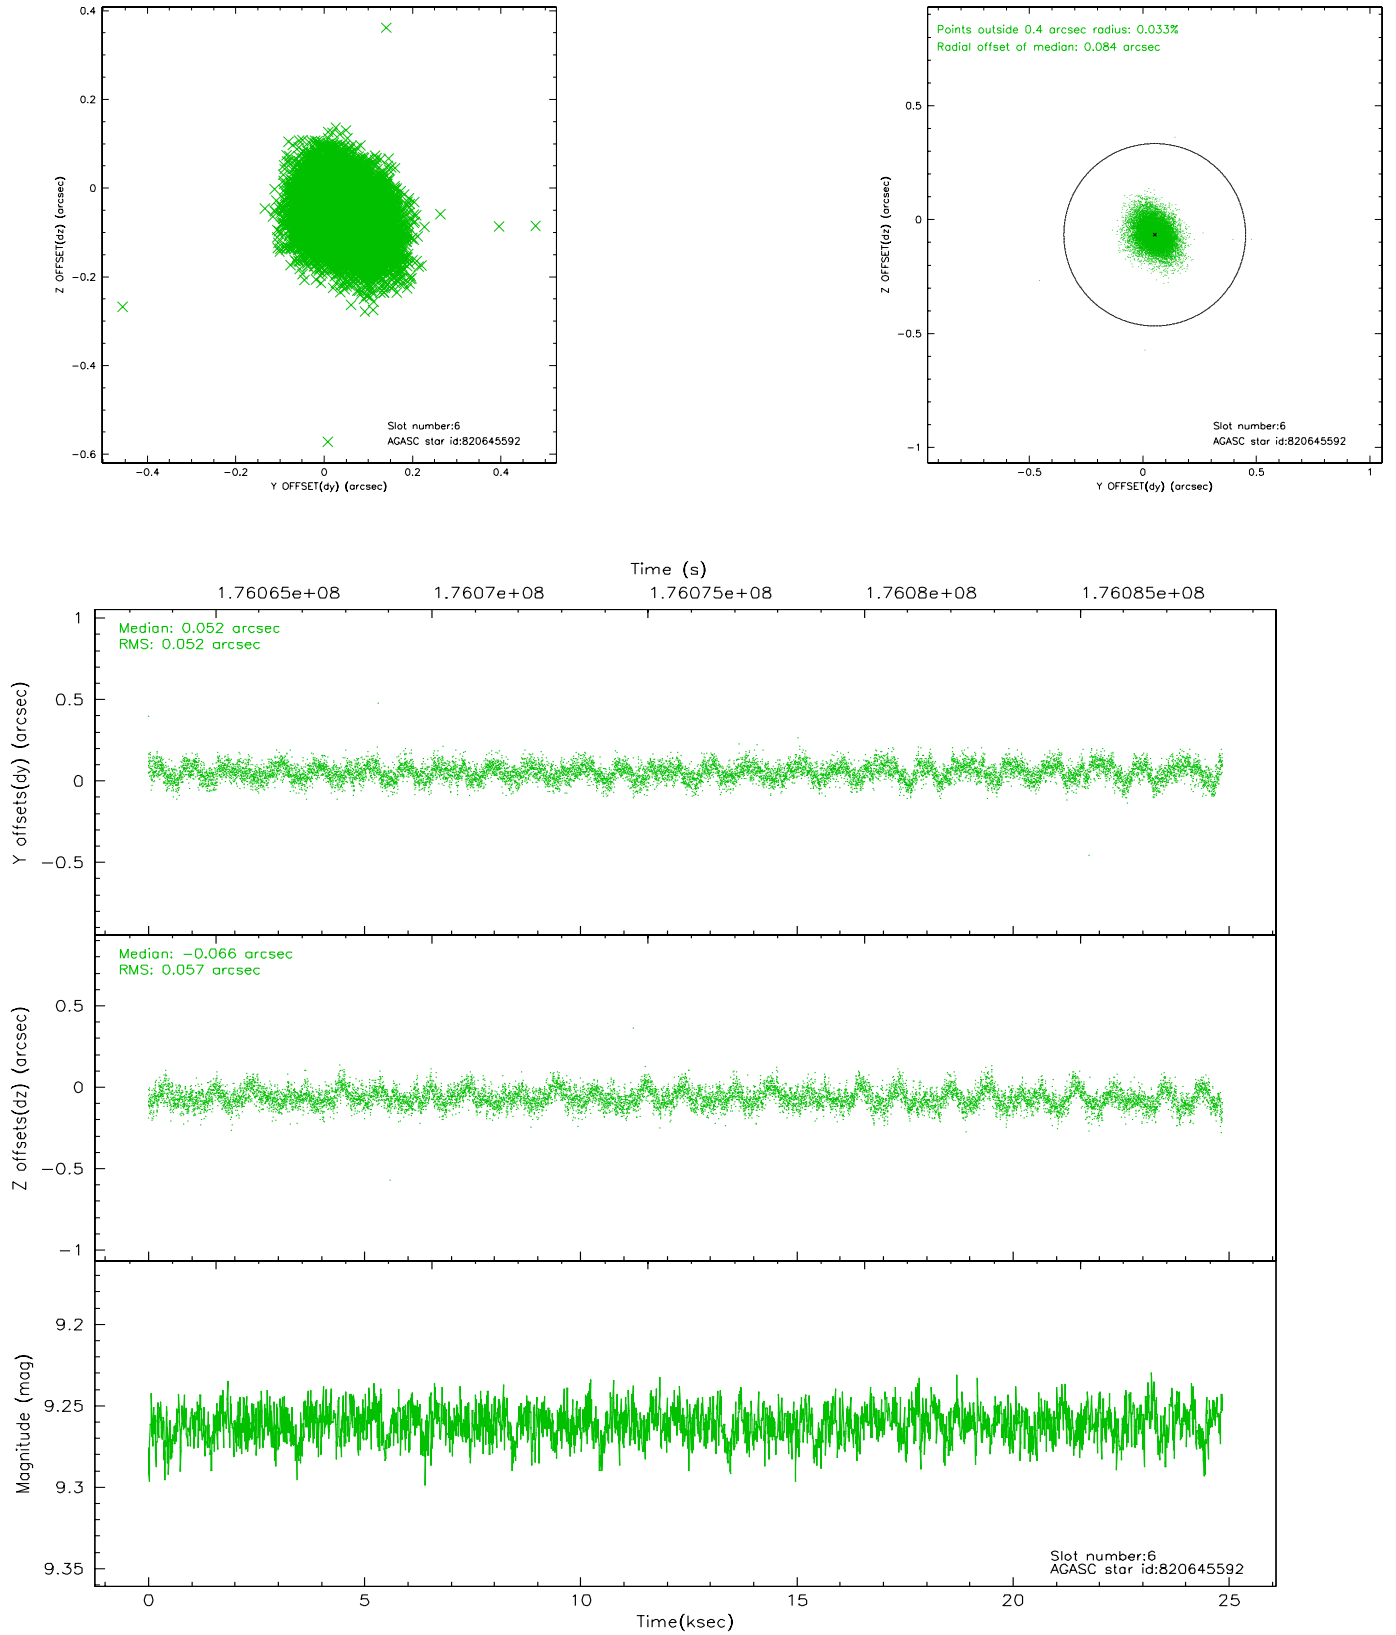 0.4
0.2
0
−0.2
−0.4
−0.6
Z OFFSET(dz) (arcsec)
Slot number:6
AGASC star id:820645592
−0.4 −0.2 0 0.2 0.4
Y OFFSET(dy) (arcsec)
Points outside 0.4 arcsec radius: 0.033%
Radial offset of median: 0.084 arcsec
0.5
0
−0.5
−1
Z OFFSET(dz) (arcsec)
Slot number:6
AGASC star id:820645592
−0.5 0 0.5 1
Y OFFSET(dy) (arcsec)
Time (s)
1.76065e+08 1.7607e+08 1.76075e+08 1.7608e+08 1.76085e+08
Median: 0.052 arcsec
RMS: 0.052 arcsec
1
0.5
0
−0.5
Y offsets(dy) (arcsec)
Median: −0.066 arcsec
RMS: 0.057 arcsec
0.5
0
−0.5
−1
Z offsets(dz) (arcsec)
9.2
9.25
9.3
9.35
Magnitude (mag)
Slot number:6
AGASC star id:820645592
0 5 10 15 20 25
Time(ksec)